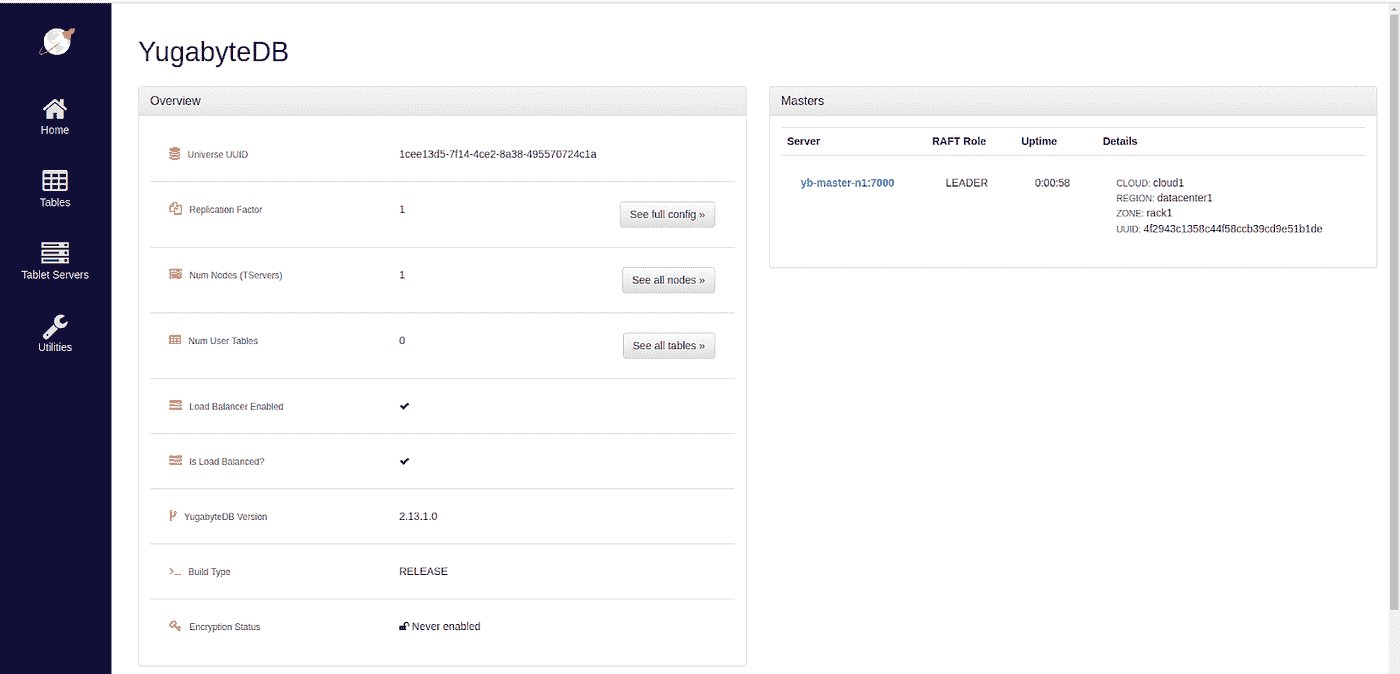 YugabyteDB
Home
Tables
Tablet Servers
Utilities
Overview
Universe UUID 1cee13d5-7f14-4ce2-8a38-495570724c1a
Replication Factor 1 See full config »
Num Nodes (TServers) 1 See all nodes »
Num User Tables 0 See all tables »
Load Balancer Enabled ✔
Is Load Balanced? ✔
YugabyteDB Version 2.13.1.0
Build Type RELEASE
Encryption Status Never enabled
Masters
Server RAFT Role Uptime Details
yb-master-n1:7000 LEADER 0:00:58 CLOUD: cloud1
REGION: datacenter1
ZONE: rack1
UUID: 4f2943c1358c44f58ccb39cd9e51b1de